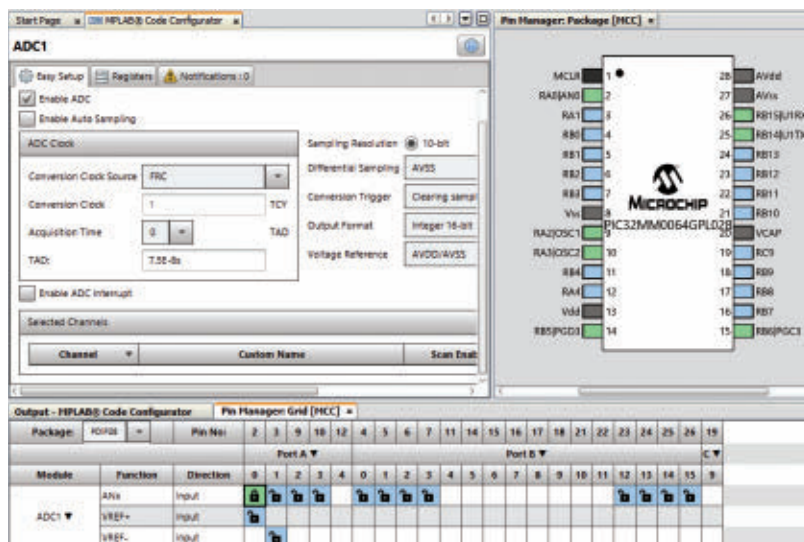 Start Page
MPLAB® Code Configurator
ADC1
Easy Setup
Registers
Notifications : 0
Enable ADC
Enable Auto Sampling
ADC Clock
Conversion Clock Source
FRC
Conversion Clock
1
TCY
Acquisition Time
0
TAD
TAD:
7.5E-8s
Enable ADC Interrupt
Sampling Resolution
10-bit
Differential Sampling
AVSS
Conversion Trigger
Clearing sampl
Output Format
Integer 16-bit
Voltage Reference
AVDD/AVSS
Selected Channels
Channel
Custom Name
Scan Enab
Pin Manager: Package [MCC]
MCLR 1
RA0|AN0 2
RA1 3
RB0 4
RB1 5
RB2 6
RB3 7
Vss 8
RA2|OSC1 9
RA3|OSC2 10
RB4 11
RA4 12
Vdd 13
RB5|PGD3 14
MICROCHIP
PIC32MM0064GPL028
28 AVdd
27 AVss
26 RB15|U1RX
25 RB14|U1TX
24 RB13
23 RB12
22 RB11
21 RB10
20 VCAP
19 RC9
18 RB9
17 RB8
16 RB7
15 RB6|PGC3
Output - MPLAB® Code Configurator
Pin Manager: Grid [MCC]
Package:
Pin No: 2 3 9 10 12 4 5 6 7 11 14 15 16 17 18 21 22 23 24 25 26 19
Port A Port B C
Module Function Direction 0 1 2 3 4 0 1 2 3 4 5 6 7 8 9 10 11 12 13 14 15 9
ADC1
ANx input
VREF+ input
VREF- input